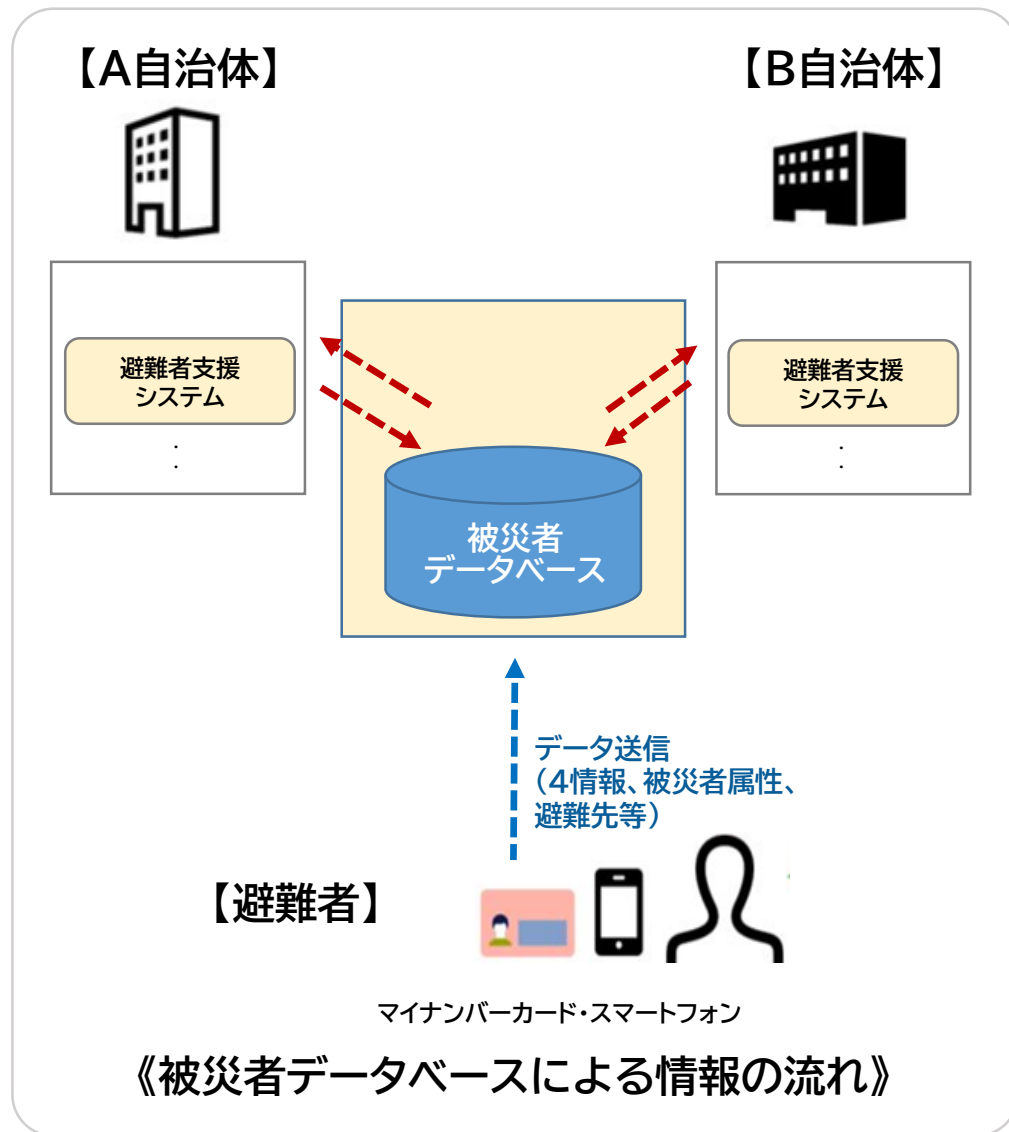 【A自治体】
【B自治体】
避難者支援
システム
:
避難者支援
システム
:
被災者
データベース
データ送信
(4情報、被災者属性、
避難先等)
【避難者】
マイナンバーカード・スマートフォン
《被災者データベースによる情報の流れ》